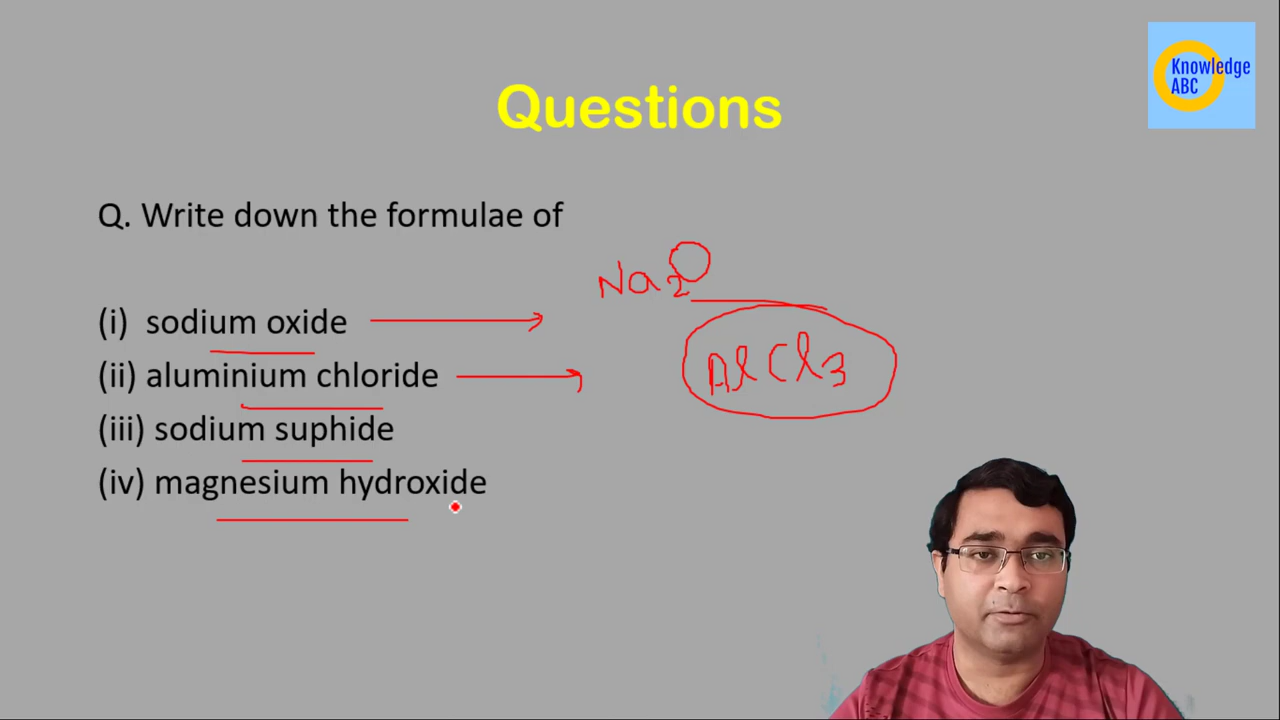 Knowledge
ABC
Questions
Q. Write down the formulae of
Na2O
(i) sodium oxide
AlCl3
(ii) aluminium chloride
(iii) sodium suphide
(iv) magnesium hydroxide